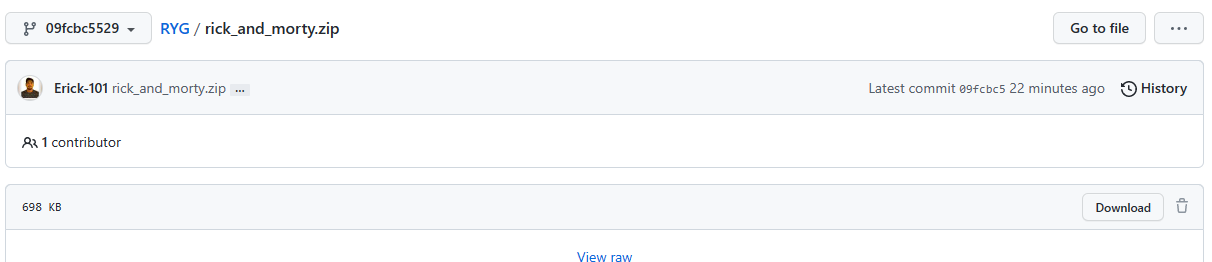 09fcbc5529 RYG / rick_and_morty.zip Go to file ...
Erick-101 rick_and_morty.zip ... Latest commit 09fcbc5 22 minutes ago History
1 contributor
698 KB Download
View raw